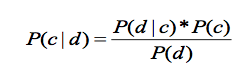 P(c | d) = P(d | c) * P(c) / P(d)